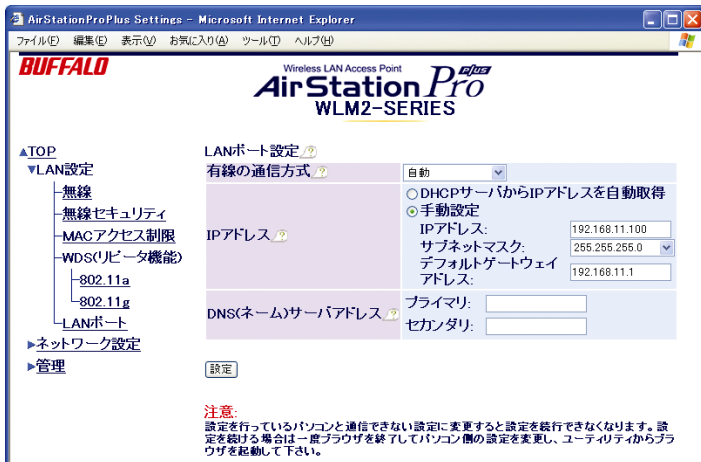 AirStationProPlus Settings - Microsoft Internet Explorer
ファイル(F) 編集(E) 表示(V) お気に入り(A) ツール(T) ヘルプ(H)
BUFFALO
Wireless LAN Access Point
AirStation Pro plus
WLM2-SERIES
▲TOP
▼LAN設定
無線
無線セキュリティ
MACアクセス制限
WDS(リピータ機能)
802.11a
802.11g
LANポート
▶ネットワーク設定
▶管理
LANポート設定 ?
有線の通信方式 ? 自動
IPアドレス ?
DHCPサーバからIPアドレスを自動取得
手動設定
IPアドレス: 192.168.11.100
サブネットマスク: 255.255.255.0
デフォルトゲートウェイ
アドレス: 192.168.11.1
DNS(ネーム)サーバアドレス ?
プライマリ:
セカンダリ:
設定
注意:
設定を行っているパソコンと通信できない設定に変更すると設定を続行できなくなります。設
定を続ける場合は一度ブラウザを終了してパソコン側の設定を変更し、ユーティリティからブラ
ウザを起動して下さい。